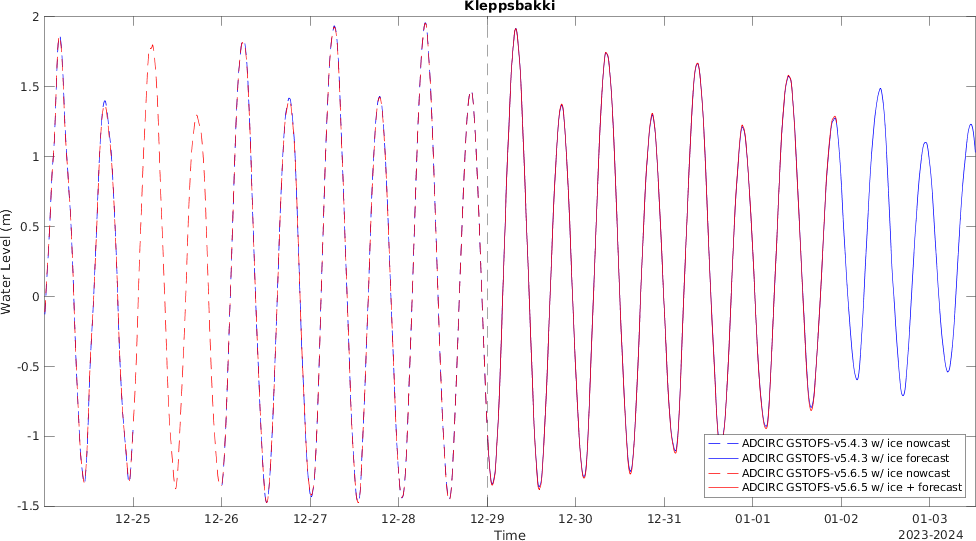 Kleppsbakki
2
1.5
1
0.5
0
-0.5
-1
-1.5
Water Level (m)
12-25 12-26 12-27 12-28 12-29 12-30 12-31 01-01 01-02 01-03
Time
2023-2024
ADCIRC GSTOFS-v5.4.3 w/ ice nowcast
ADCIRC GSTOFS-v5.4.3 w/ ice forecast
ADCIRC GSTOFS-v5.6.5 w/ ice nowcast
ADCIRC GSTOFS-v5.6.5 w/ ice + forecast